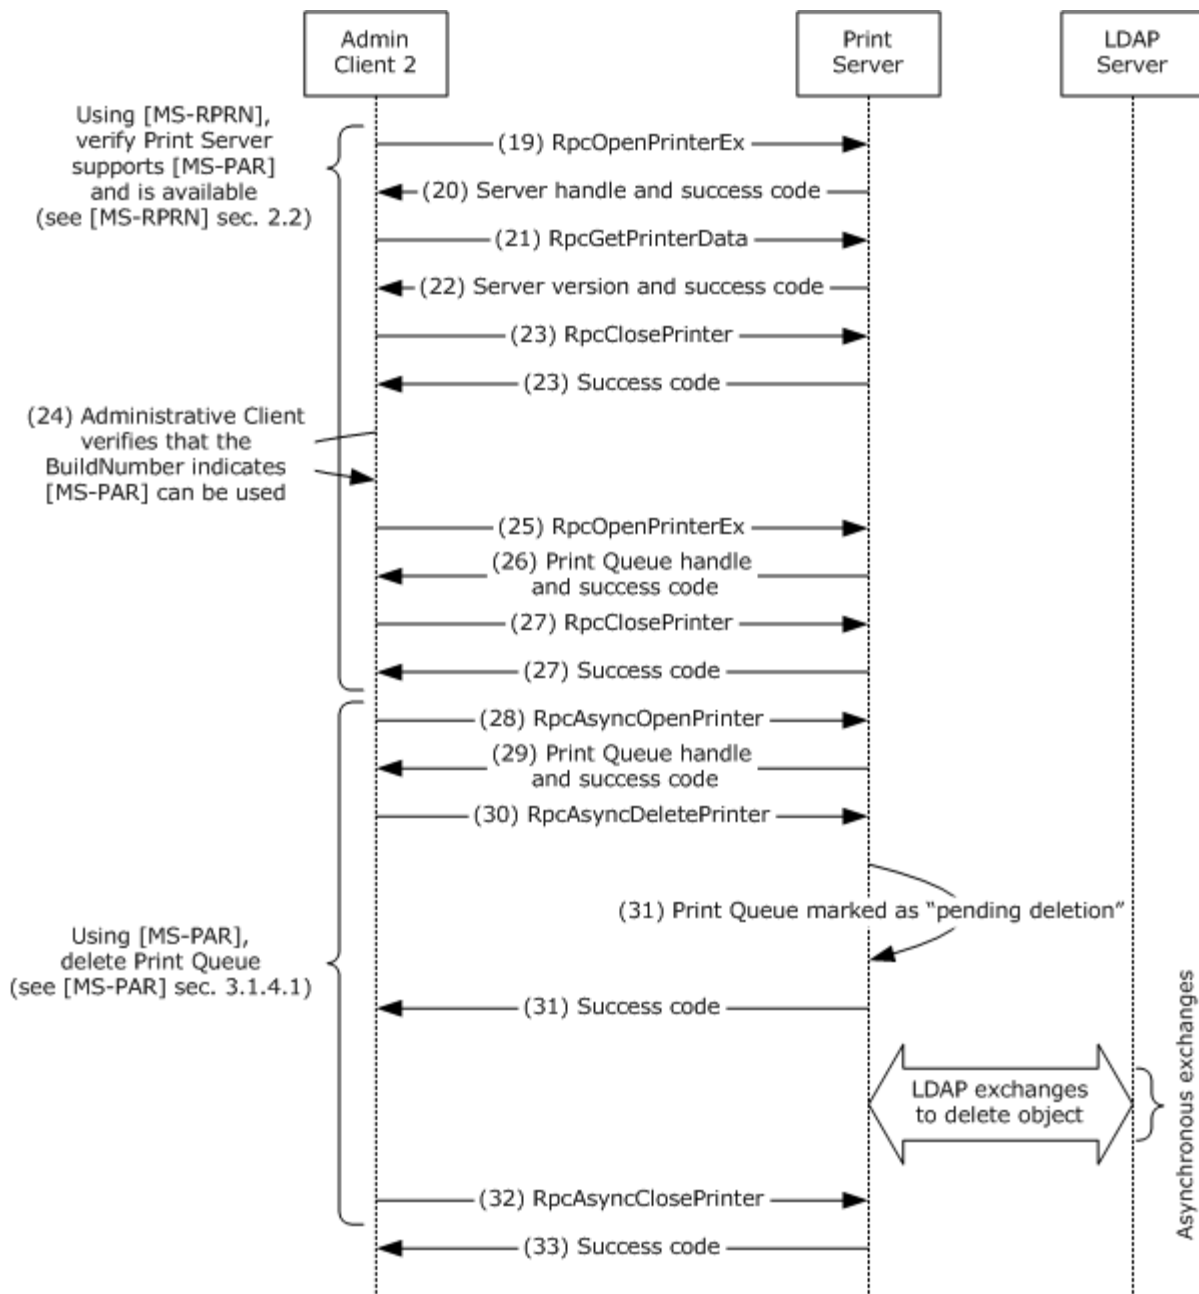 Admin
Client 2
Print
Server
LDAP
Server
Using [MS-RPRN],
verify Print Server
supports [MS-PAR]
and is available
(see [MS-RPRN] sec. 2.2)
(19) RpcOpenPrinterEx
(20) Server handle and success code
(21) RpcGetPrinterData
(22) Server version and success code
(23) RpcClosePrinter
(23) Success code
(24) Administrative Client
verifies that the
BuildNumber indicates
[MS-PAR] can be used
(25) RpcOpenPrinterEx
(26) Print Queue handle
and success code
(27) RpcClosePrinter
(27) Success code
(28) RpcAsyncOpenPrinter
(29) Print Queue handle
and success code
(30) RpcAsyncDeletePrinter
(31) Print Queue marked as “pending deletion”
Using [MS-PAR],
delete Print Queue
(see [MS-PAR] sec. 3.1.4.1)
(31) Success code
LDAP exchanges
to delete object
Asynchronous exchanges
(32) RpcAsyncClosePrinter
(33) Success code